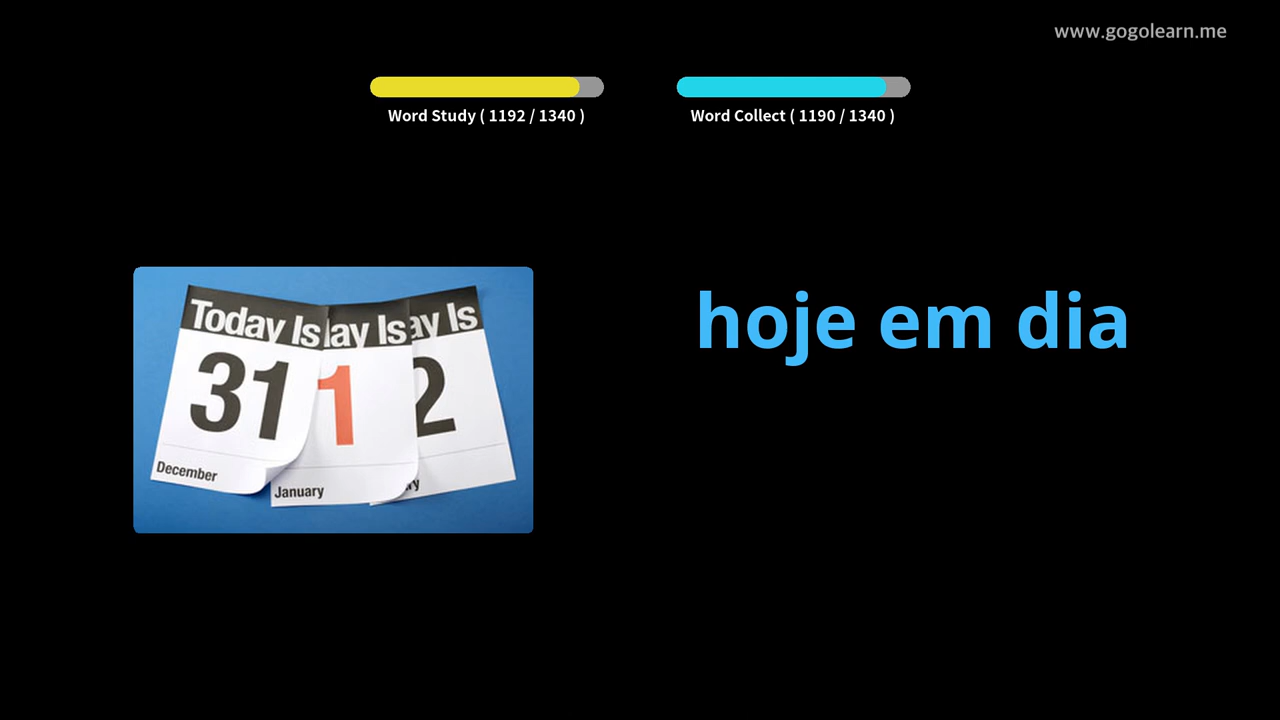 www.gogolearn.me
Word Study ( 1192 / 1340 )
Word Collect ( 1190 / 1340 )
Today Is
ay Is
ay Is
31
1
2
December
January
ry
hoje em dia